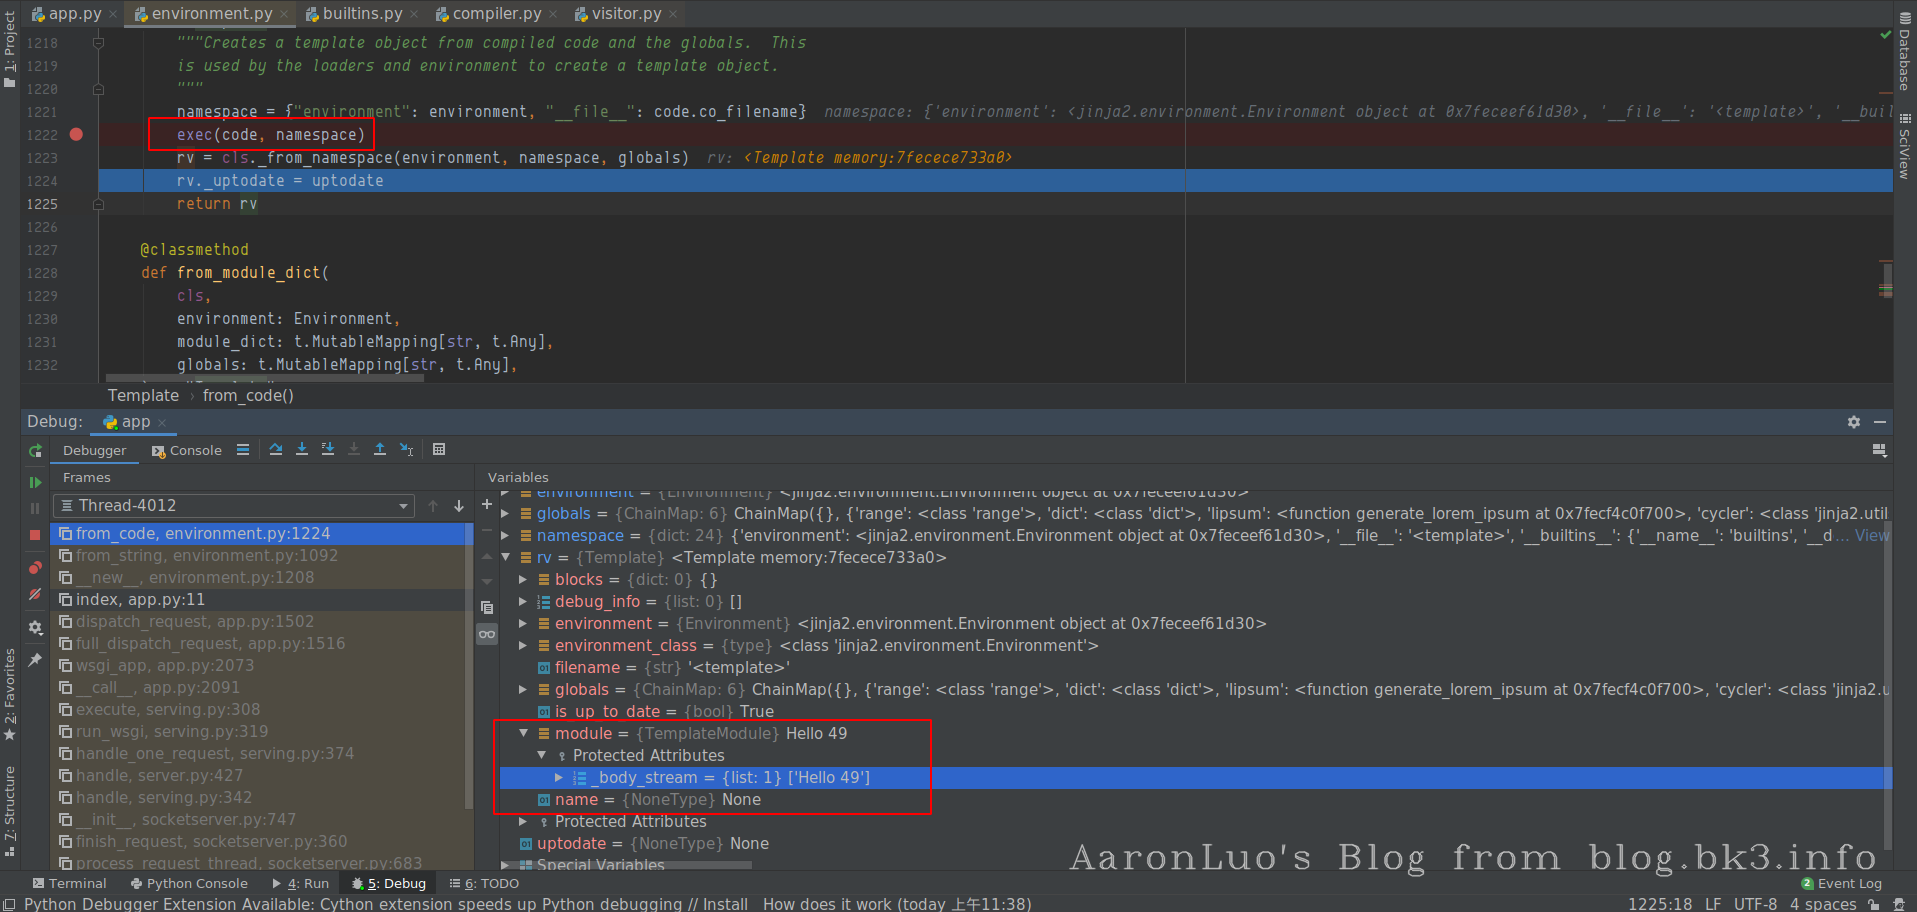 1: Project
app.py
environment.py
builtins.py
compiler.py
visitor.py
Database
SciView
1218 """Creates a template object from compiled code and the globals.  This
1219 is used by the loaders and environment to create a template object.
1220 """
1221 namespace = {"environment": environment, "__file__": code.co_filename} namespace: {'environment': <jinja2.environment.Environment object at 0x7feceef61d30>, '__file__': '<template>', '__buil
1222 exec(code, namespace)
1223 rv = cls._from_namespace(environment, namespace, globals) rv: <Template memory:7fecece733a0>
1224 rv._uptodate = uptodate
1225 return rv
1226
1227 @classmethod
1228 def from_module_dict(
1229 cls,
1230 environment: Environment,
1231 module_dict: t.MutableMapping[str, t.Any],
1232 globals: t.MutableMapping[str, t.Any],
Template › from_code()
Debug: app
Debugger Console
Frames
Thread-4012
from_code, environment.py:1224
from_string, environment.py:1092
__new__, environment.py:1208
index, app.py:11
dispatch_request, app.py:1502
full_dispatch_request, app.py:1516
wsgi_app, app.py:2073
__call__, app.py:2091
execute, serving.py:308
run_wsgi, serving.py:319
handle_one_request, serving.py:374
handle, server.py:427
handle, serving.py:342
__init__, socketserver.py:747
finish_request, socketserver.py:360
process_request_thread, socketserver.py:683
Variables
environment = {Environment} <jinja2.environment.Environment object at 0x7feceef61d30>
globals = {ChainMap: 6} ChainMap({}, {'range': <class 'range'>, 'dict': <class 'dict'>, 'lipsum': <function generate_lorem_ipsum at 0x7fecf4c0f700>, 'cycler': <class 'jinja2.util
namespace = {dict: 24} {'environment': <jinja2.environment.Environment object at 0x7feceef61d30>, '__file__': '<template>', '__builtins__': {'__name__': 'builtins', '__d... View
rv = {Template} <Template memory:7fecece733a0>
blocks = {dict: 0} {}
debug_info = {list: 0} []
environment = {Environment} <jinja2.environment.Environment object at 0x7feceef61d30>
environment_class = {type} <class 'jinja2.environment.Environment'>
filename = {str} '<template>'
globals = {ChainMap: 6} ChainMap({}, {'range': <class 'range'>, 'dict': <class 'dict'>, 'lipsum': <function generate_lorem_ipsum at 0x7fecf4c0f700>, 'cycler': <class 'jinja2.u
is_up_to_date = {bool} True
module = {TemplateModule} Hello 49
Protected Attributes
_body_stream = {list: 1} ['Hello 49']
name = {NoneType} None
Protected Attributes
uptodate = {NoneType} None
Special Variables
2: Favorites
7: Structure
AaronLuo's Blog from blog.bk3.info
Terminal Python Console 4: Run 5: Debug 6: TODO 2 Event Log
Python Debugger Extension Available: Cython extension speeds up Python debugging // Install How does it work (today 上午11:38) 1225:18 LF UTF-8 4 spaces